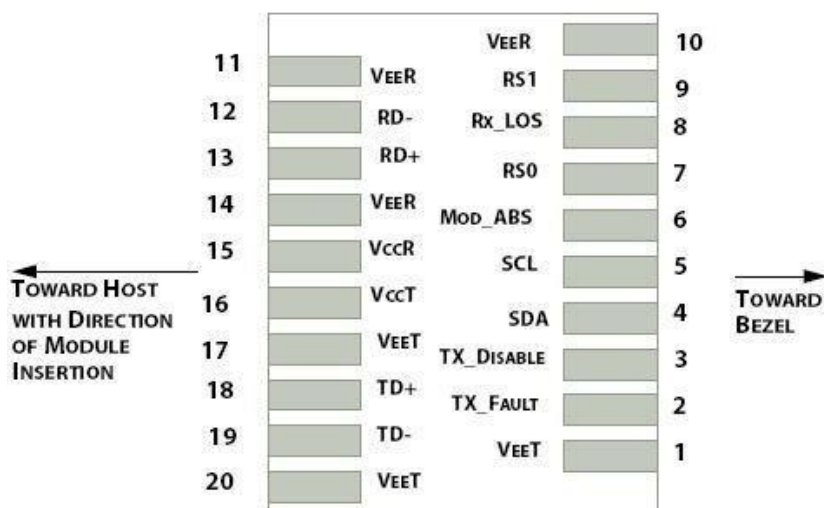 VEER 10
11 VEER
RS1 9
12 RD-
Rx_LOS 8
13 RD+
RS0 7
14 VEER
MOD_ABS 6
15 VCCR
SCL 5
16 VCCT
SDA 4
17 VEET
TX_DISABLE 3
18 TD+
TX_FAULT 2
19 TD-
VEET 1
20 VEET
TOWARD HOST
WITH DIRECTION
OF MODULE
INSERTION
TOWARD
BEZEL